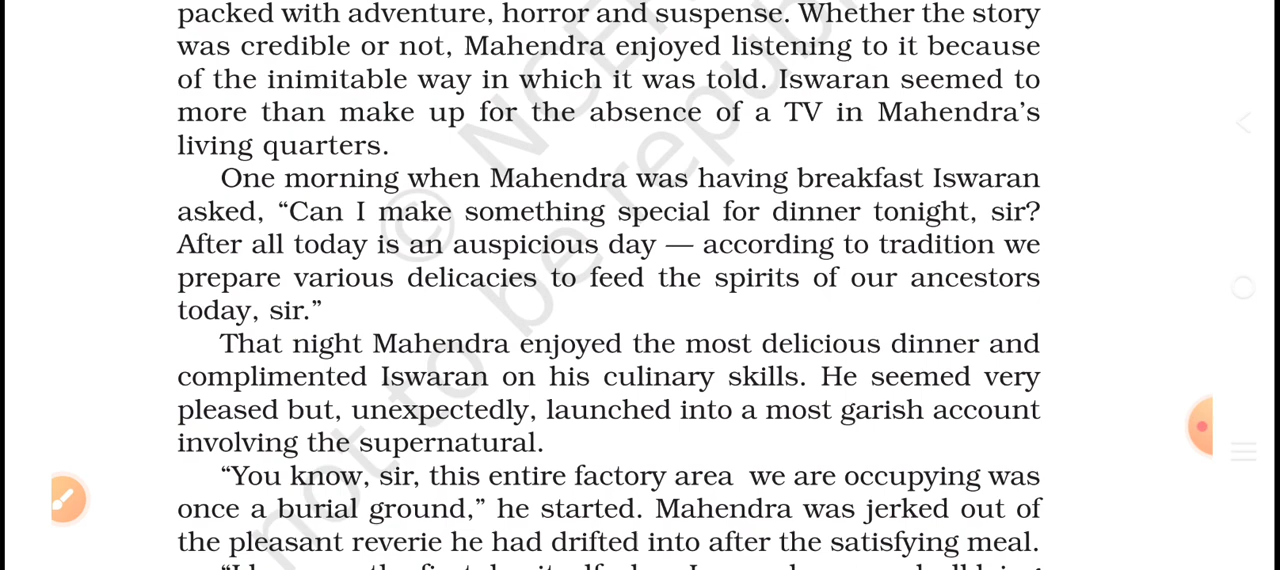 packed with adventure, horror and suspense. Whether the story
was credible or not, Mahendra enjoyed listening to it because
of the inimitable way in which it was told. Iswaran seemed to
more than make up for the absence of a TV in Mahendra’s
living quarters.
One morning when Mahendra was having breakfast Iswaran
asked, “Can I make something special for dinner tonight, sir?
After all today is an auspicious day — according to tradition we
prepare various delicacies to feed the spirits of our ancestors
today, sir.”
That night Mahendra enjoyed the most delicious dinner and
complimented Iswaran on his culinary skills. He seemed very
pleased but, unexpectedly, launched into a most garish account
involving the supernatural.
“You know, sir, this entire factory area we are occupying was
once a burial ground,” he started. Mahendra was jerked out of
the pleasant reverie he had drifted into after the satisfying meal.
not to be republ
© NCE